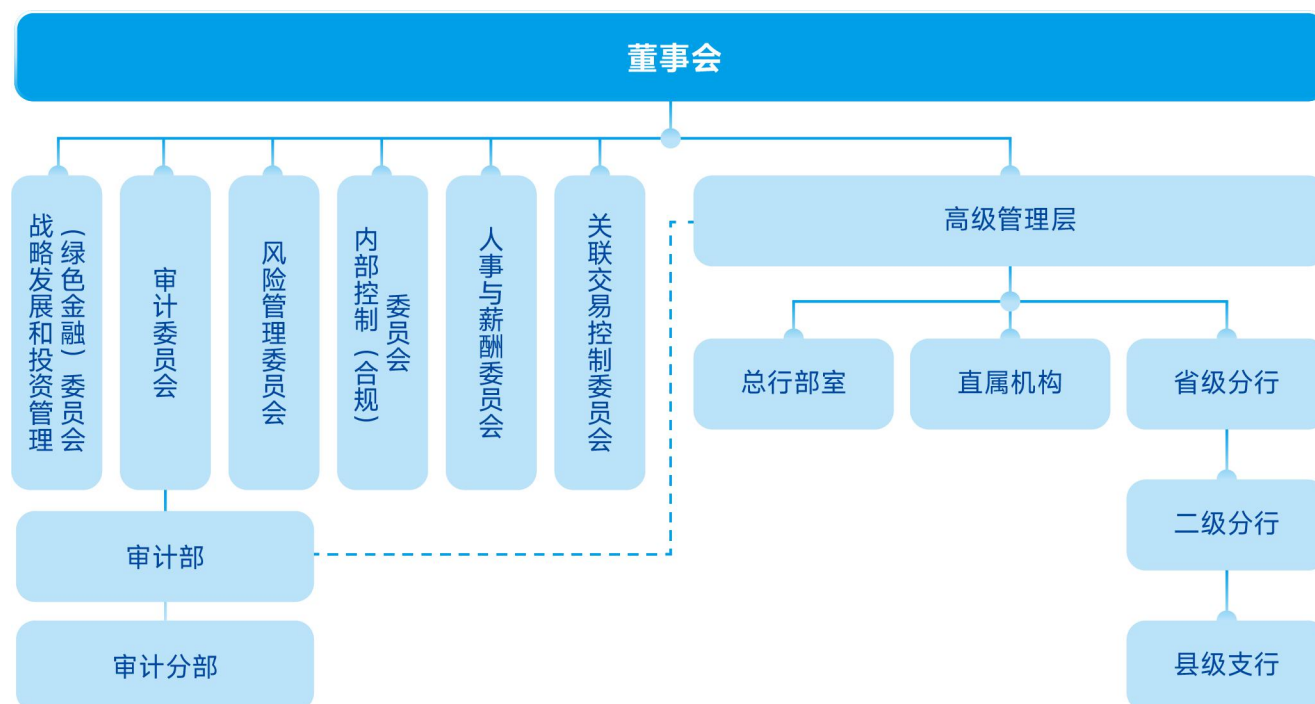 董事会
战略发展和投资管理
(绿色金融)委员会
审计委员会
风险管理委员会
内部控制(合规)
委员会
人事与薪酬委员会
关联交易控制委员会
高级管理层
总行部室
直属机构
省级分行
二级分行
县级支行
审计部
审计分部